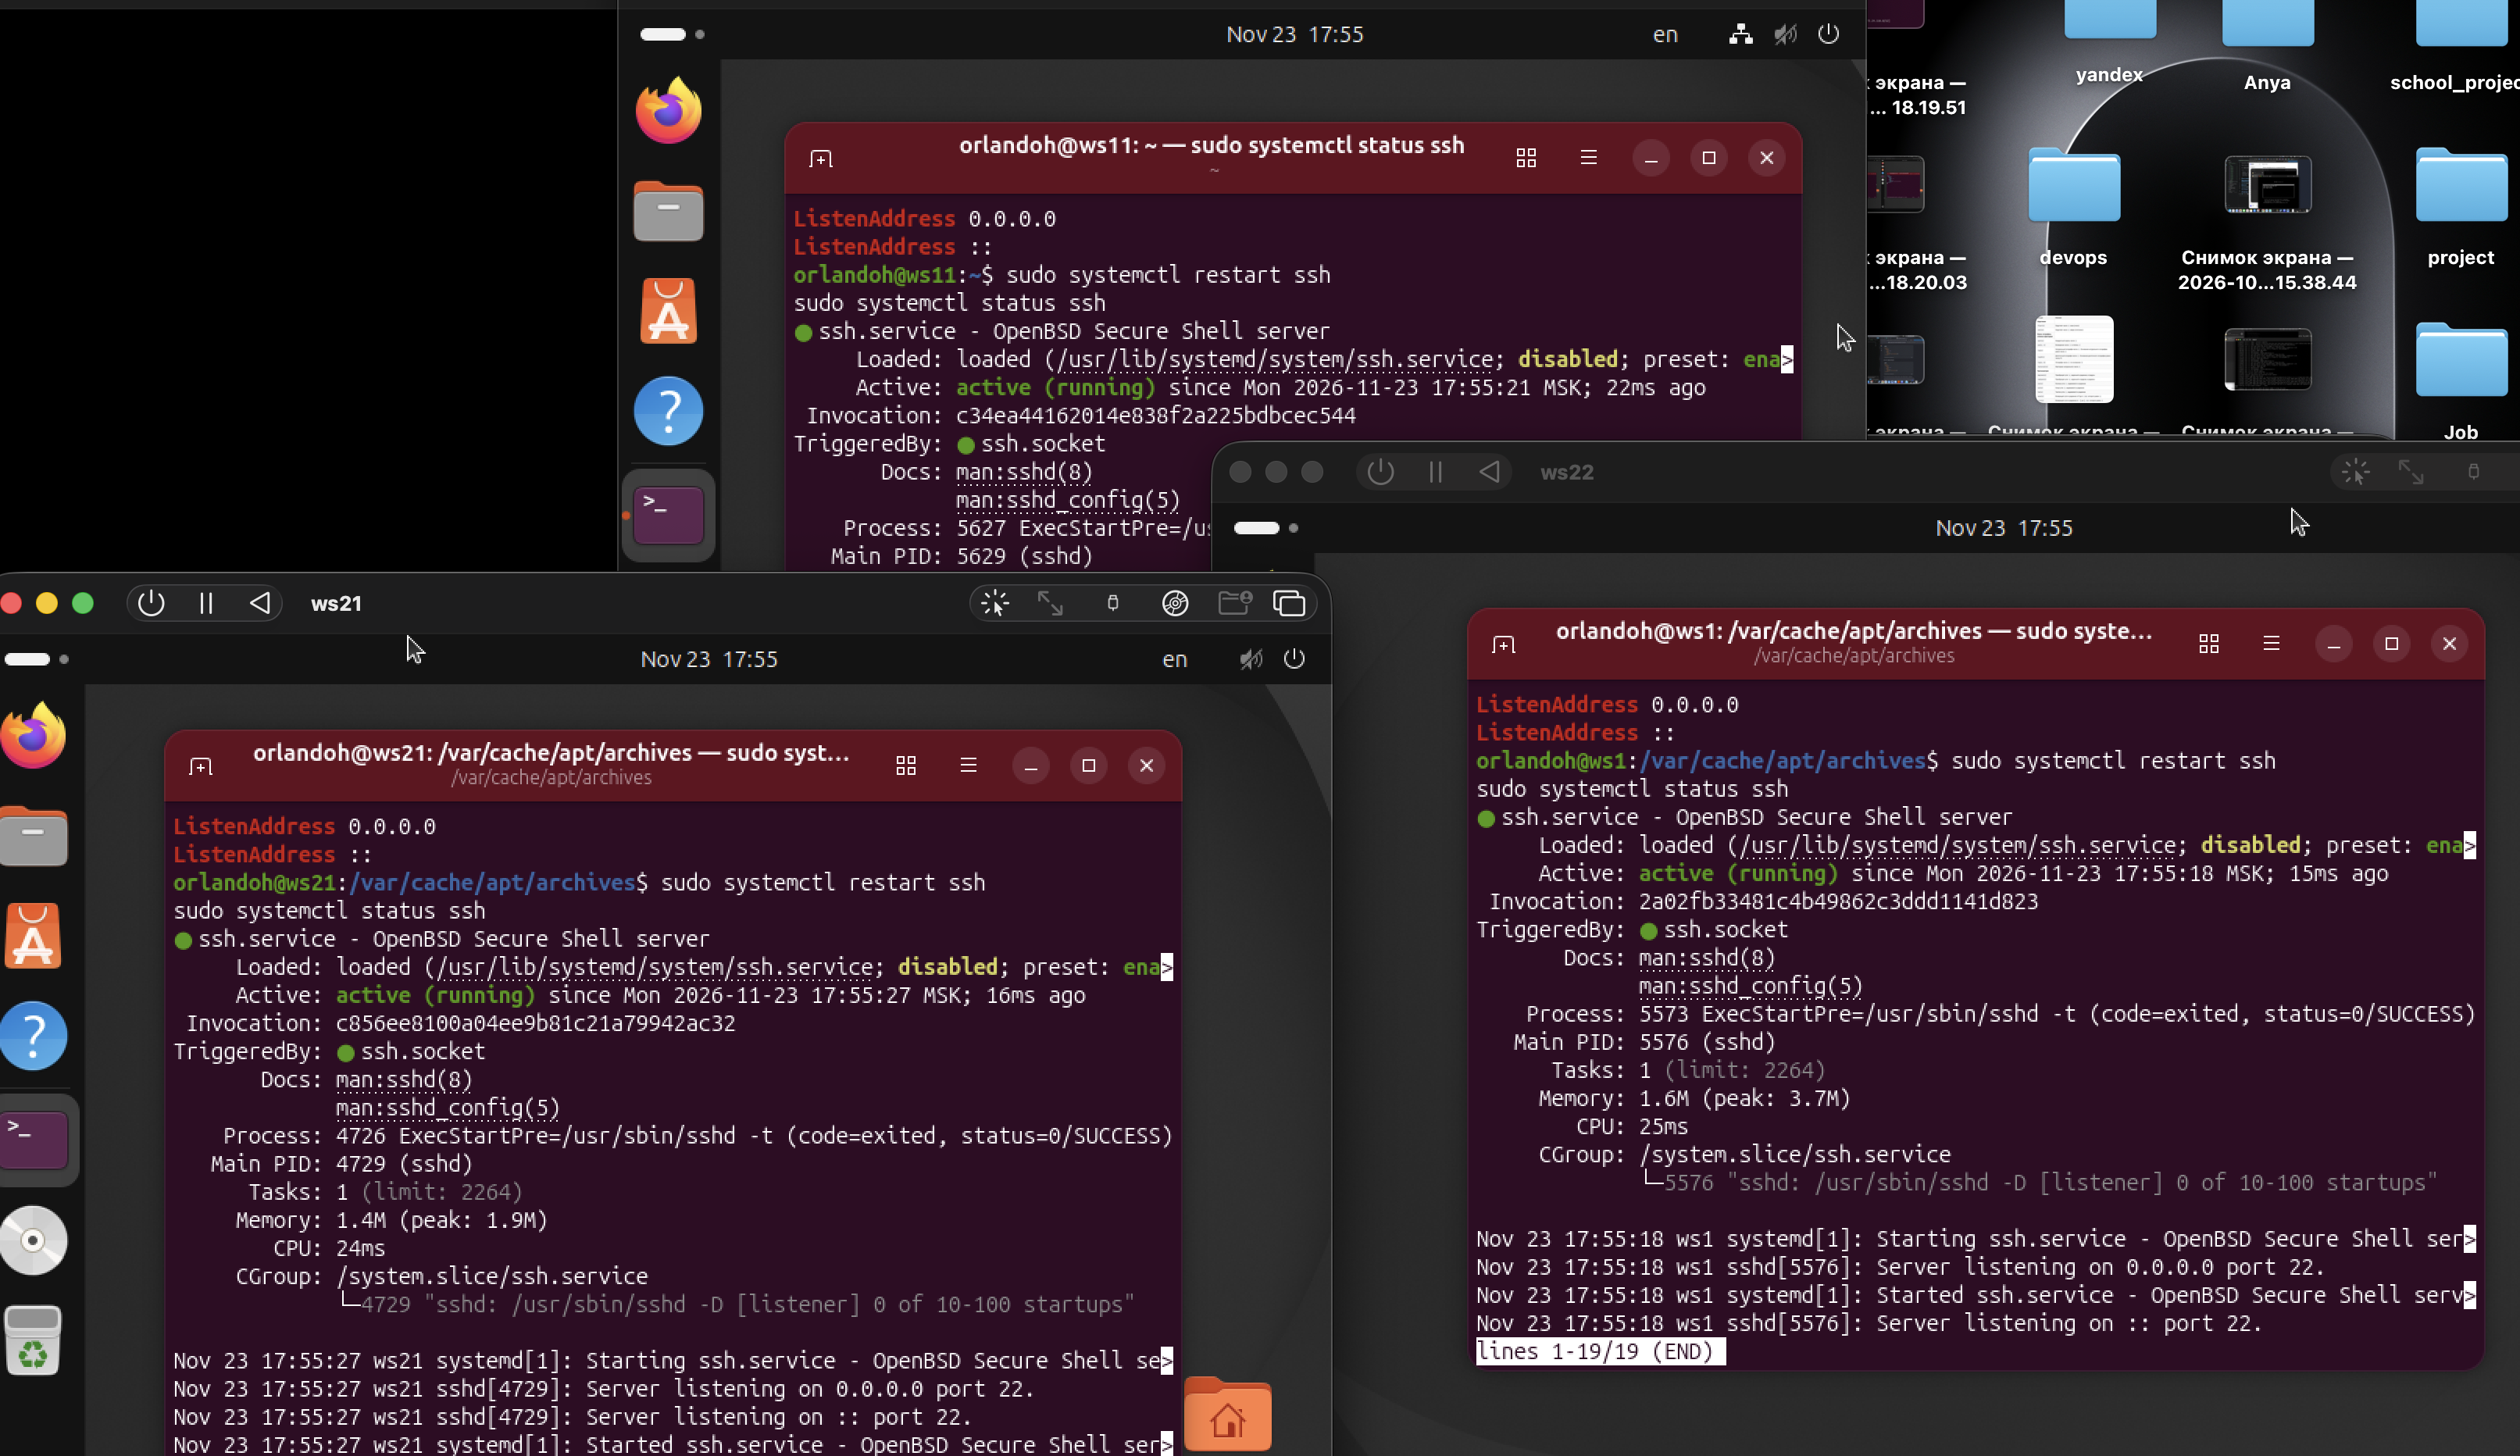 Nov 23 17:55
en
orlandoh@ws11: ~ — sudo systemctl status ssh
~
ListenAddress 0.0.0.0
ListenAddress ::
orlandoh@ws11:~$ sudo systemctl restart ssh
sudo systemctl status ssh
ssh.service - OpenBSD Secure Shell server
Loaded: loaded (/usr/lib/systemd/system/ssh.service; disabled; preset: ena>
Active: active (running) since Mon 2026-11-23 17:55:21 MSK; 22ms ago
Invocation: c34ea44162014e838f2a225bdbcec544
TriggeredBy: ssh.socket
Docs: man:sshd(8)
man:sshd_config(5)
Process: 5627 ExecStartPre=/us
Main PID: 5629 (sshd)
экрана —
... 18.19.51
yandex
Anya
school_projec
экрана —
...18.20.03
devops
Снимок экрана —
2026-10...15.38.44
project
экрана —
Снимок экрана —
Снимок экрана —
Job
ws21
Nov 23 17:55
en
orlandoh@ws21: /var/cache/apt/archives — sudo syst...
/var/cache/apt/archives
ListenAddress 0.0.0.0
ListenAddress ::
orlandoh@ws21:/var/cache/apt/archives$ sudo systemctl restart ssh
sudo systemctl status ssh
ssh.service - OpenBSD Secure Shell server
Loaded: loaded (/usr/lib/systemd/system/ssh.service; disabled; preset: ena>
Active: active (running) since Mon 2026-11-23 17:55:27 MSK; 16ms ago
Invocation: c856ee8100a04ee9b81c21a79942ac32
TriggeredBy: ssh.socket
Docs: man:sshd(8)
man:sshd_config(5)
Process: 4726 ExecStartPre=/usr/sbin/sshd -t (code=exited, status=0/SUCCESS)
Main PID: 4729 (sshd)
Tasks: 1 (limit: 2264)
Memory: 1.4M (peak: 1.9M)
CPU: 24ms
CGroup: /system.slice/ssh.service
└─4729 "sshd: /usr/sbin/sshd -D [listener] 0 of 10-100 startups"
Nov 23 17:55:27 ws21 systemd[1]: Starting ssh.service - OpenBSD Secure Shell se>
Nov 23 17:55:27 ws21 sshd[4729]: Server listening on 0.0.0.0 port 22.
Nov 23 17:55:27 ws21 sshd[4729]: Server listening on :: port 22.
Nov 23 17:55:27 ws21 systemd[1]: Started ssh.service - OpenBSD Secure Shell ser>
ws22
Nov 23 17:55
orlandoh@ws1: /var/cache/apt/archives — sudo syste...
/var/cache/apt/archives
ListenAddress 0.0.0.0
ListenAddress ::
orlandoh@ws1:/var/cache/apt/archives$ sudo systemctl restart ssh
sudo systemctl status ssh
ssh.service - OpenBSD Secure Shell server
Loaded: loaded (/usr/lib/systemd/system/ssh.service; disabled; preset: ena>
Active: active (running) since Mon 2026-11-23 17:55:18 MSK; 15ms ago
Invocation: 2a02fb33481c4b49862c3ddd1141d823
TriggeredBy: ssh.socket
Docs: man:sshd(8)
man:sshd_config(5)
Process: 5573 ExecStartPre=/usr/sbin/sshd -t (code=exited, status=0/SUCCESS)
Main PID: 5576 (sshd)
Tasks: 1 (limit: 2264)
Memory: 1.6M (peak: 3.7M)
CPU: 25ms
CGroup: /system.slice/ssh.service
└─5576 "sshd: /usr/sbin/sshd -D [listener] 0 of 10-100 startups"
Nov 23 17:55:18 ws1 systemd[1]: Starting ssh.service - OpenBSD Secure Shell ser>
Nov 23 17:55:18 ws1 sshd[5576]: Server listening on 0.0.0.0 port 22.
Nov 23 17:55:18 ws1 systemd[1]: Started ssh.service - OpenBSD Secure Shell serv>
Nov 23 17:55:18 ws1 sshd[5576]: Server listening on :: port 22.
lines 1-19/19 (END)